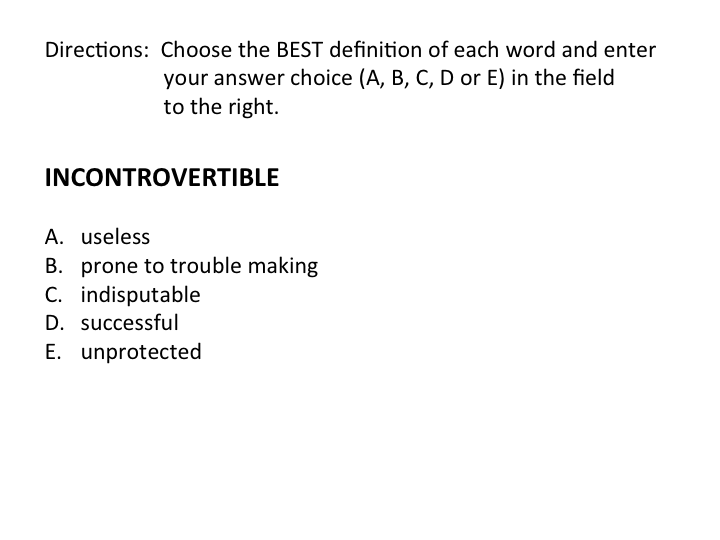 Directions:  Choose the BEST definition of each word and enter
your answer choice (A, B, C, D or E) in the field
to the right.
INCONTROVERTIBLE
A. useless
B. prone to trouble making
C. indisputable
D. successful
E. unprotected